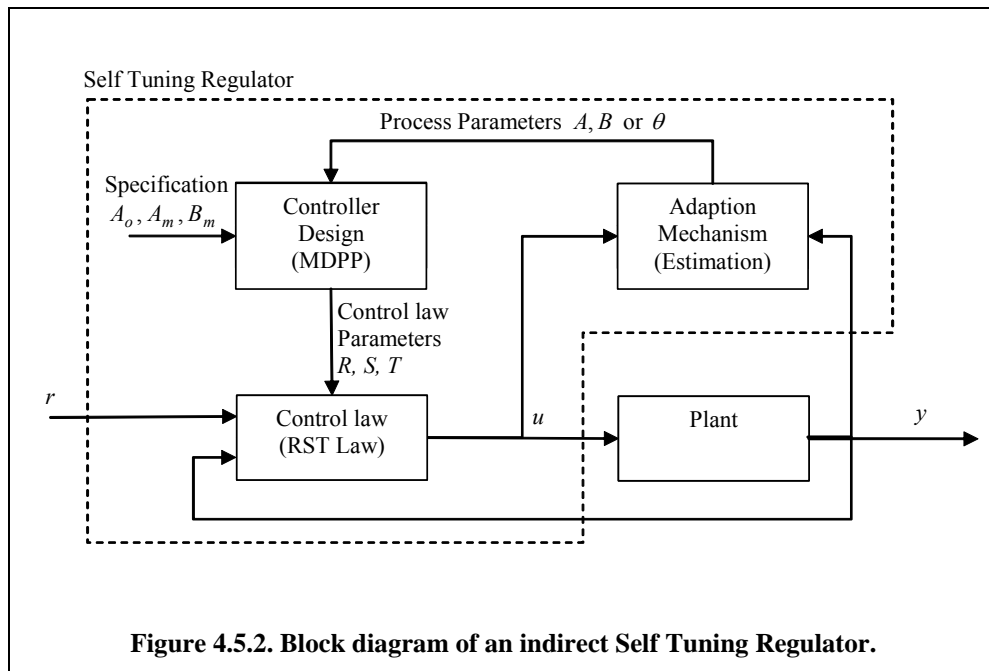 Self Tuning Regulator
Process Parameters A, B or θ
Specification
A_o, A_m, B_m
Controller
Design
(MDPP)
Adaption
Mechanism
(Estimation)
Control law
Parameters
R, S, T
r
Control law
(RST Law)
u
Plant
y
Figure 4.5.2. Block diagram of an indirect Self Tuning Regulator.